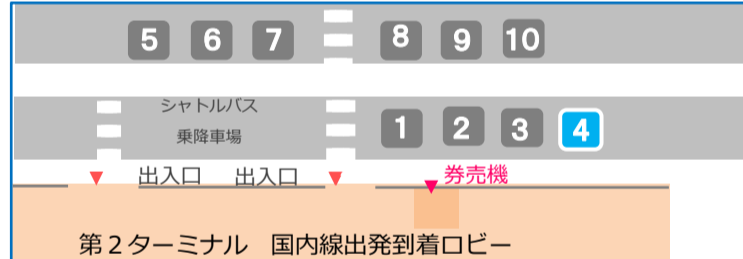 5 6 7 8 9 10
シャトルバス
乗降車場
1 2 3 4
出入口 出入口 券売機
第2ターミナル 国内線出発到着ロビー